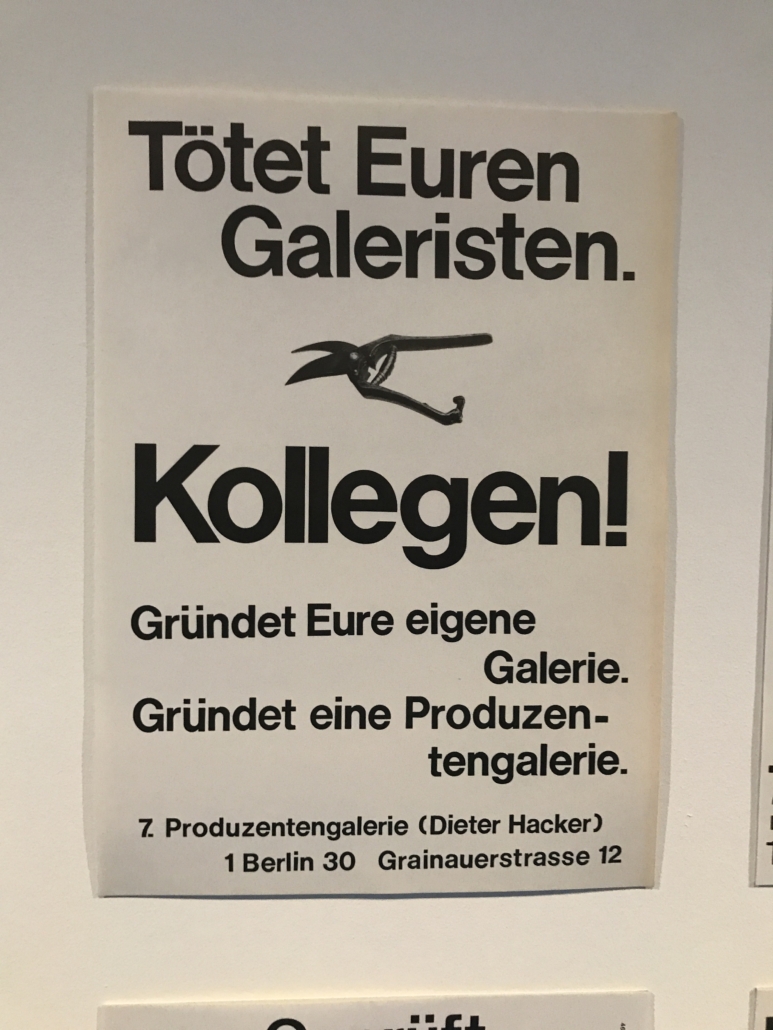 Tötet Euren
Galeristen.
Kollegen!
Gründet Eure eigene
Galerie.
Gründet eine Produzen-
tengalerie.
7. Produzentengalerie (Dieter Hacker)
1 Berlin 30 Grainauerstrasse 12